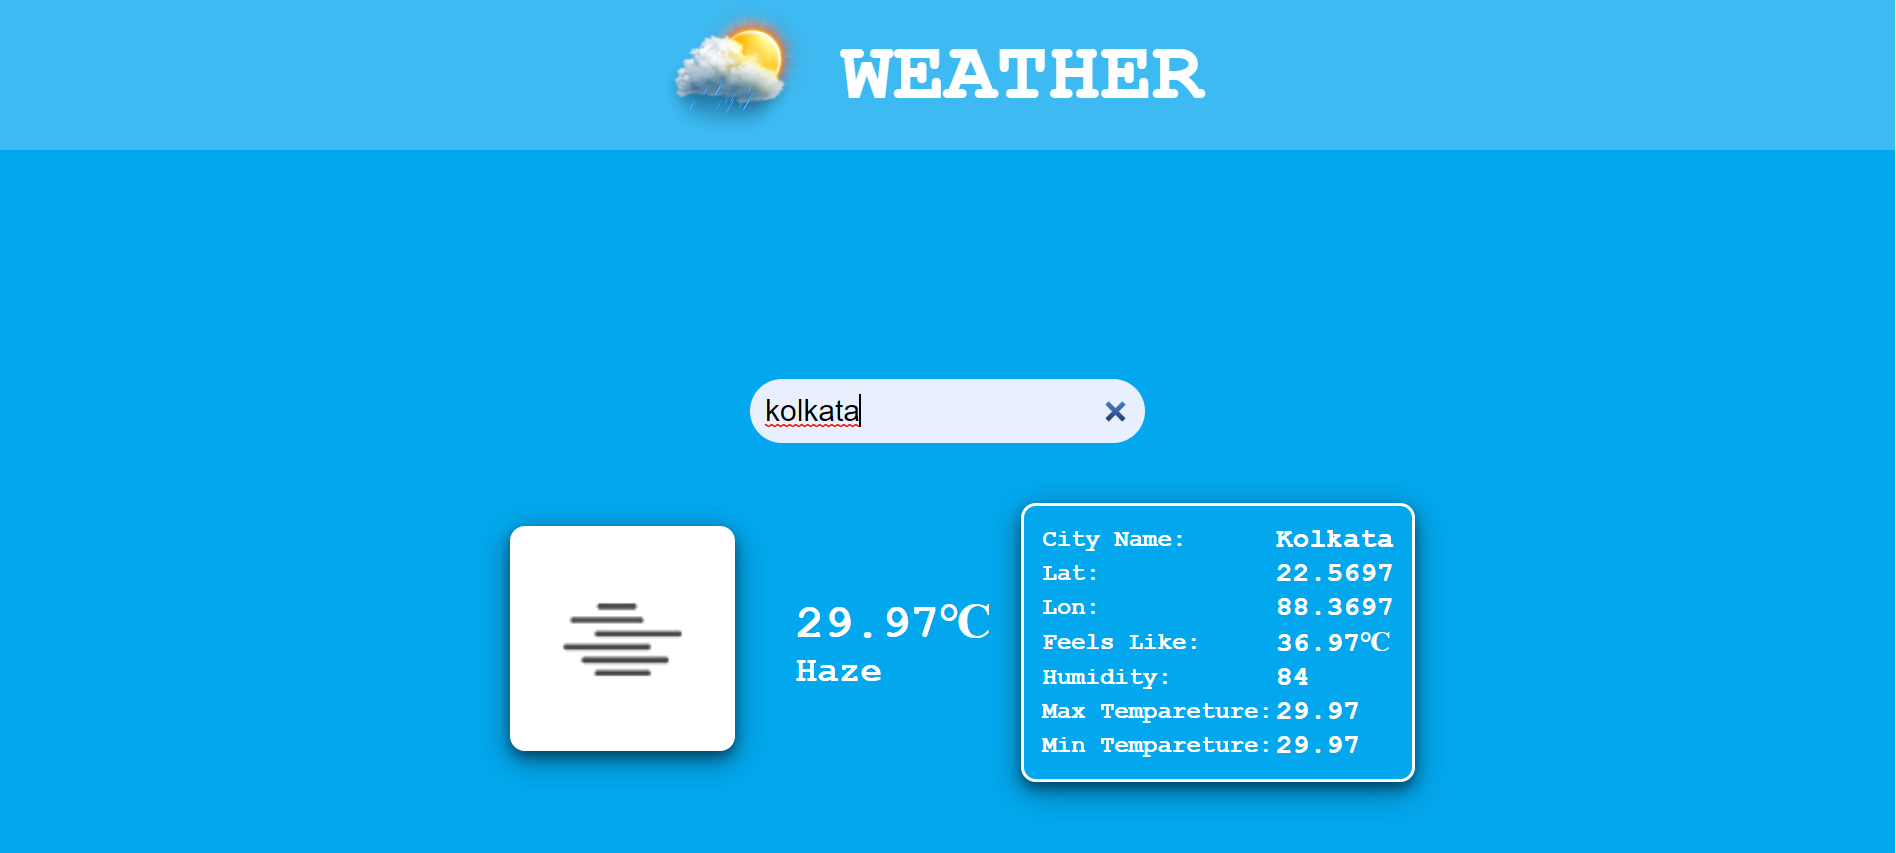 WEATHER
kolkata
29.97℃
Haze
City Name: Kolkata
Lat: 22.5697
Lon: 88.3697
Feels Like: 36.97℃
Humidity: 84
Max Tempareture: 29.97
Min Tempareture: 29.97